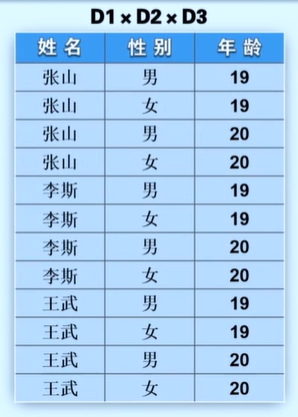 D1 × D2 × D3
姓名 性别 年龄
张山 男 19
张山 女 19
张山 男 20
张山 女 20
李斯 男 19
李斯 女 19
李斯 男 20
李斯 女 20
王武 男 19
王武 女 19
王武 男 20
王武 女 20